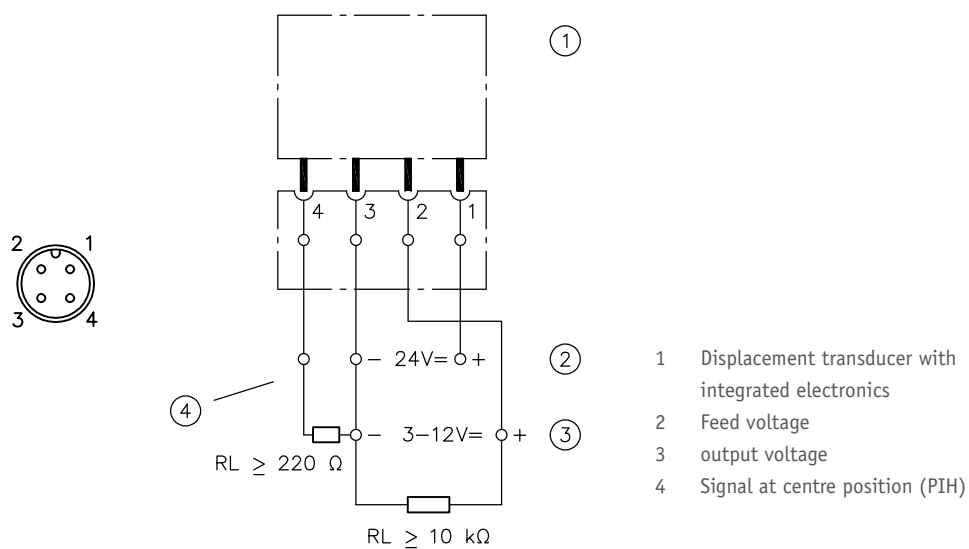 1
4 3 2 1
2 1
3 4
- 24V= +
2
4
- 3-12V= +
3
RL ≥ 220 Ω
RL ≥ 10 kΩ
1 Displacement transducer with
integrated electronics
2 Feed voltage
3 output voltage
4 Signal at centre position (PIH)